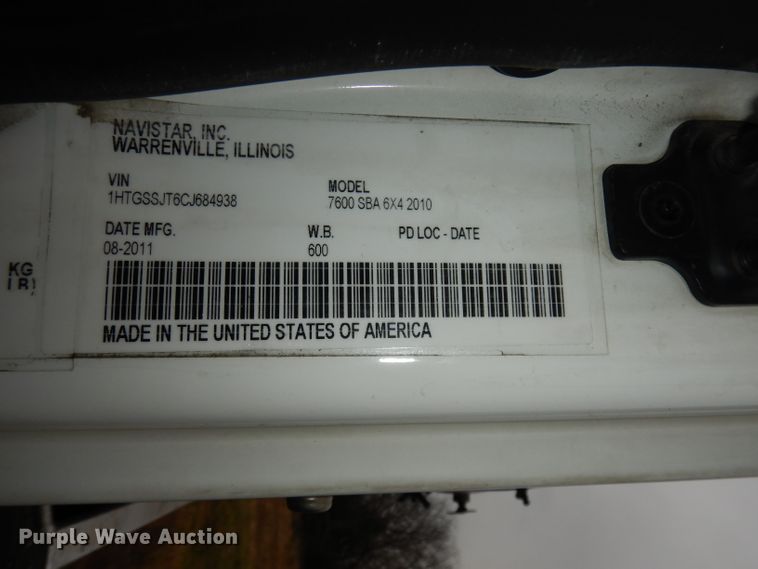 NAVISTAR, INC.
WARRENVILLE, ILLINOIS
VIN MODEL
1HTGSSJT6CJ684938 7600 SBA 6X4 2010
DATE MFG. W.B. PD LOC - DATE
08-2011 600
KG
MADE IN THE UNITED STATES OF AMERICA
Purple Wave Auction